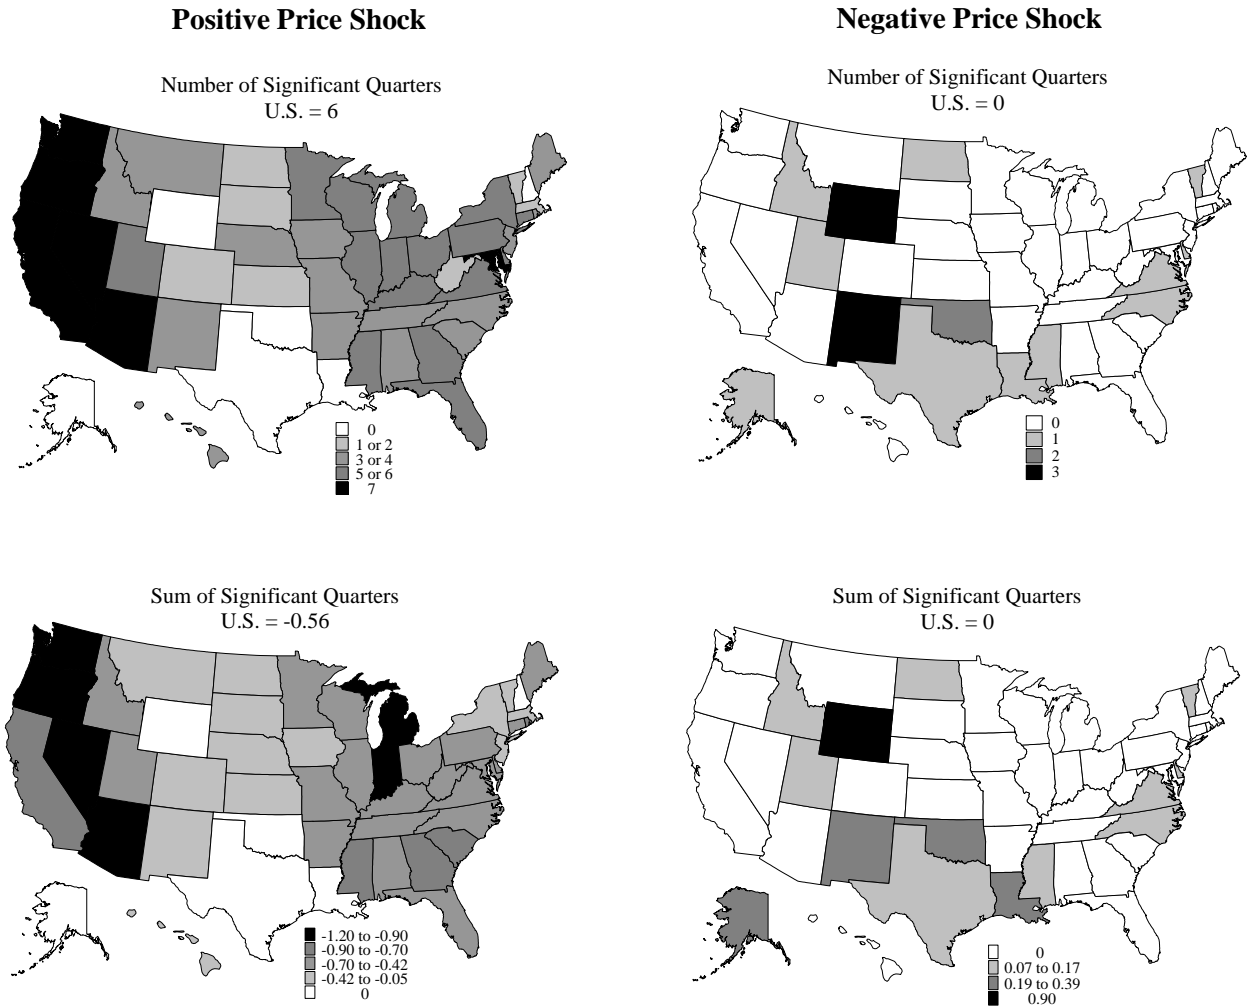 Positive Price Shock
Number of Significant Quarters
U.S. = 6
0
1 or 2
3 or 4
5 or 6
7
Negative Price Shock
Number of Significant Quarters
U.S. = 0
0
1
2
3
Sum of Significant Quarters
U.S. = -0.56
-1.20 to -0.90
-0.90 to -0.70
-0.70 to -0.42
-0.42 to -0.05
0
Sum of Significant Quarters
U.S. = 0
0
0.07 to 0.17
0.19 to 0.39
0.90